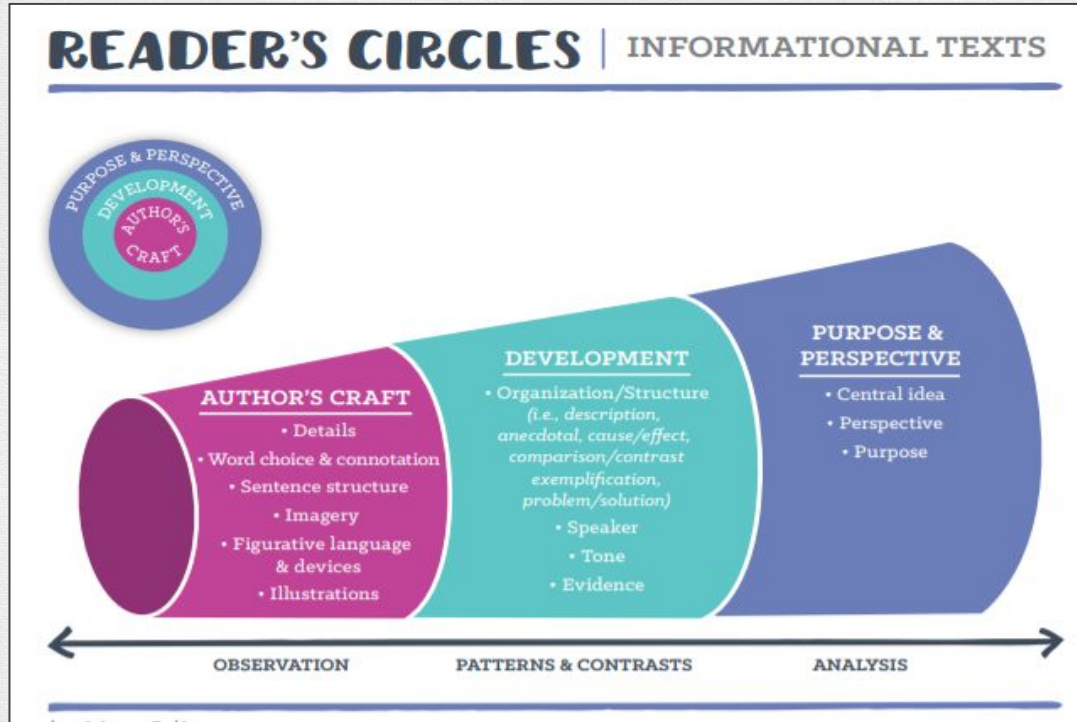 READER'S CIRCLES | INFORMATIONAL TEXTS
PURPOSE & PERSPECTIVE
DEVELOPMENT
AUTHOR'S
CRAFT
AUTHOR'S CRAFT
• Details
• Word choice & connotation
• Sentence structure
• Imagery
• Figurative language
& devices
• Illustrations
DEVELOPMENT
• Organization/Structure
(i.e., description,
anecdotal, cause/effect,
comparison/contrast
exemplification,
problem/solution)
• Speaker
• Tone
• Evidence
PURPOSE &
PERSPECTIVE
• Central idea
• Perspective
• Purpose
OBSERVATION
PATTERNS & CONTRASTS
ANALYSIS